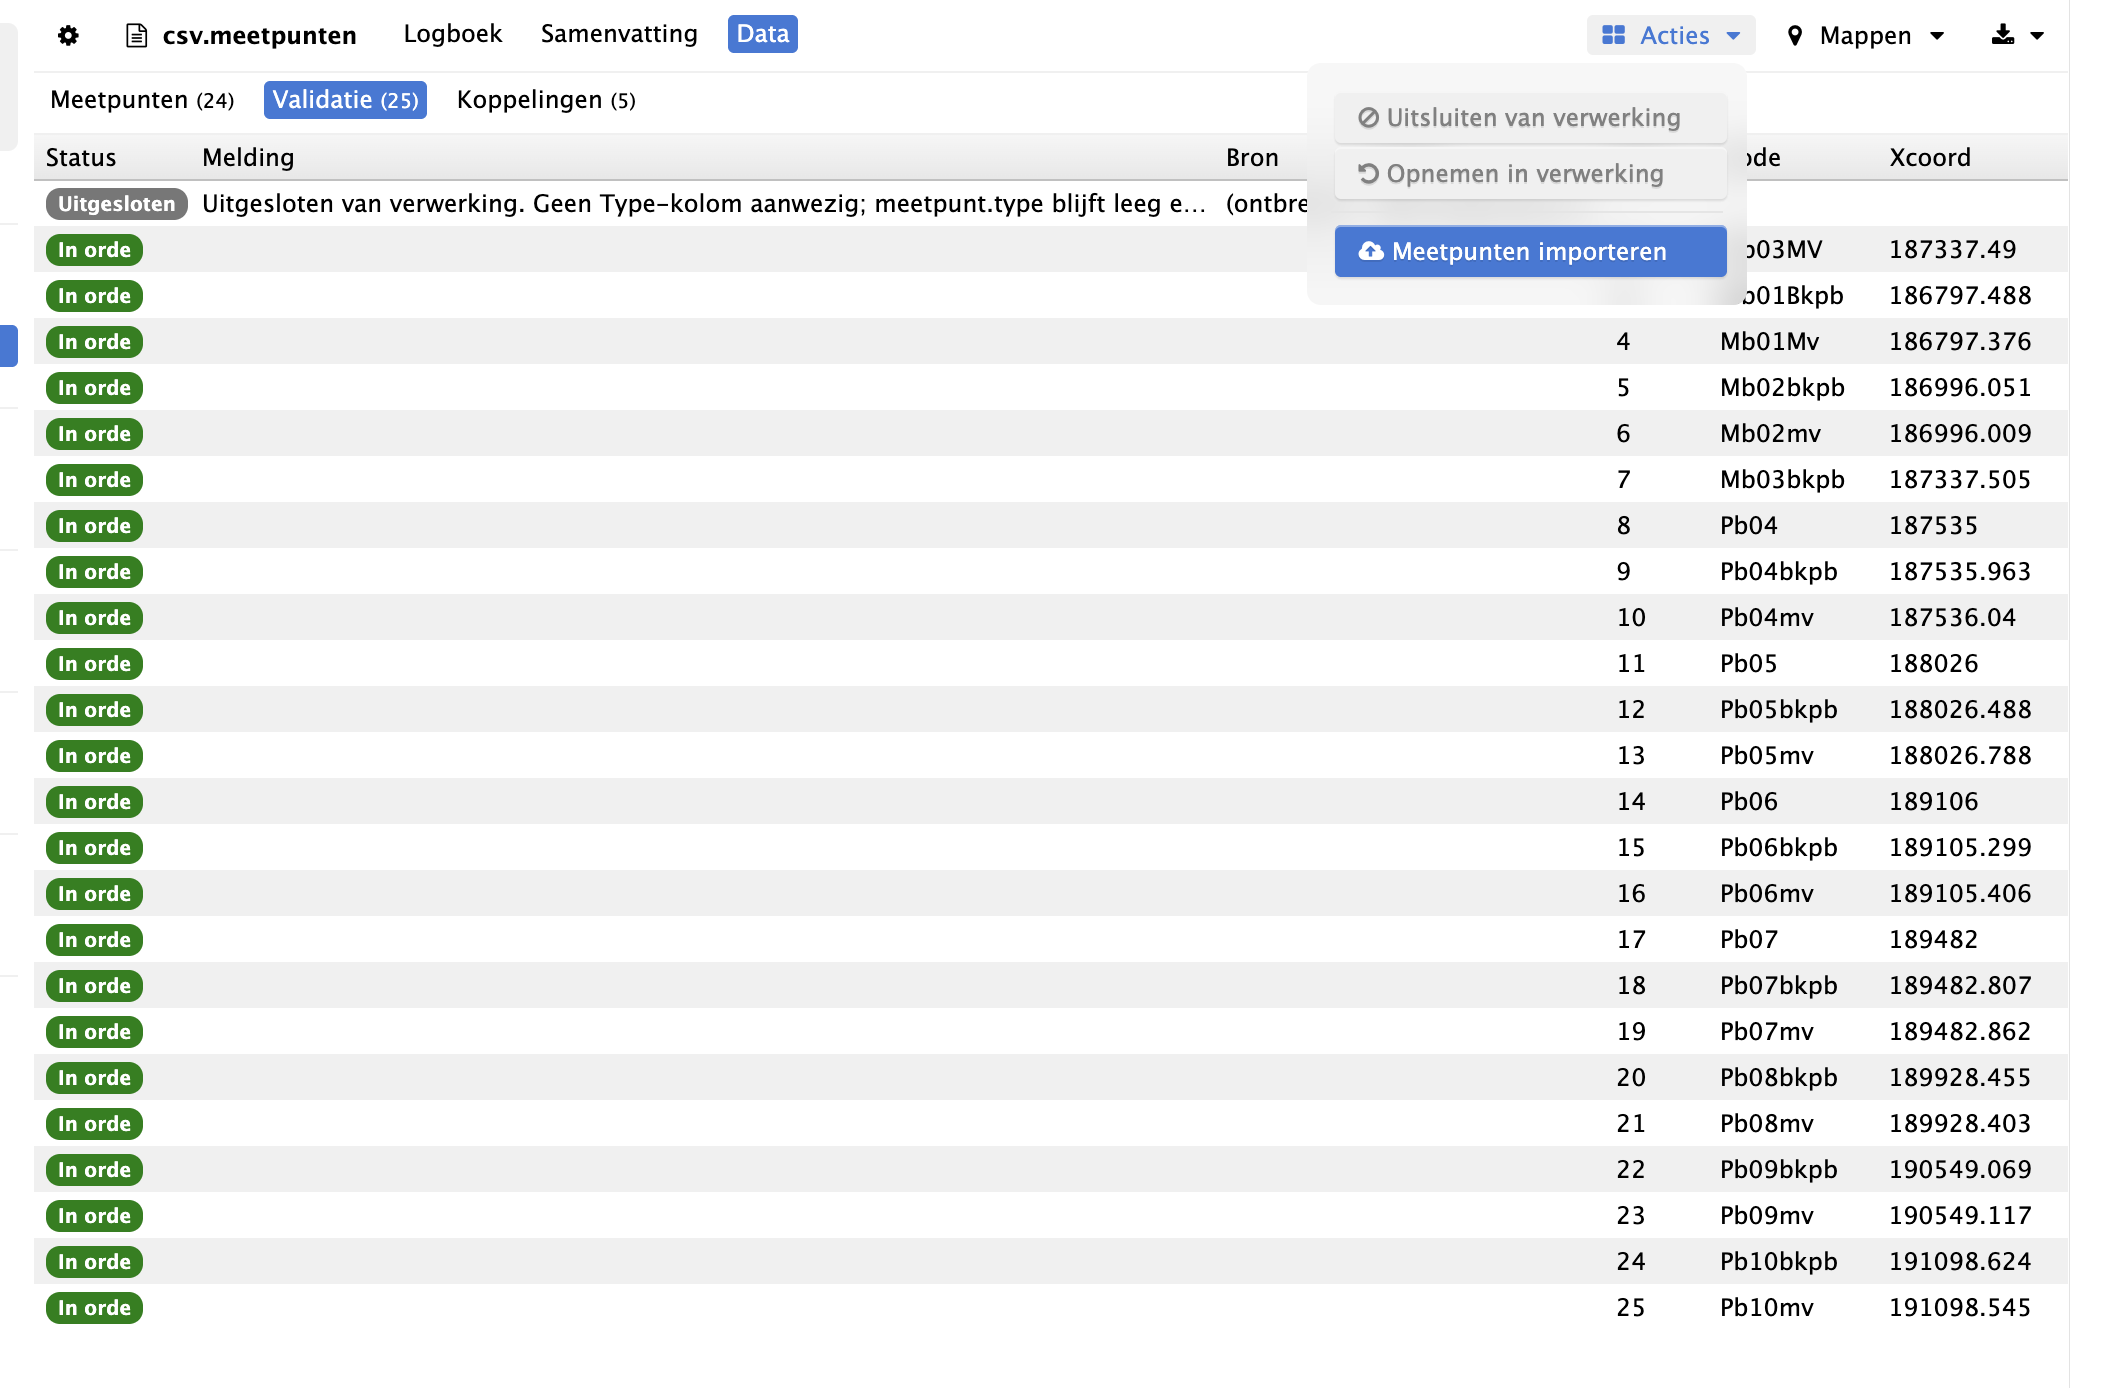 csv.meetpunten Logboek Samenvatting Data Acties Mappen
Meetpunten (24) Validatie (25) Koppelingen (5)
Uitsluiten van verwerking
Opnemen in verwerking
Meetpunten importeren
Status Melding Bron Xcoord
Uitgesloten Uitgesloten van verwerking. Geen Type-kolom aanwezig; meetpunt.type blijft leeg e...
In orde 187337.49
In orde 186797.488
In orde 4 Mb01Mv 186797.376
In orde 5 Mb02bkpb 186996.051
In orde 6 Mb02mv 186996.009
In orde 7 Mb03bkpb 187337.505
In orde 8 Pb04 187535
In orde 9 Pb04bkpb 187535.963
In orde 10 Pb04mv 187536.04
In orde 11 Pb05 188026
In orde 12 Pb05bkpb 188026.488
In orde 13 Pb05mv 188026.788
In orde 14 Pb06 189106
In orde 15 Pb06bkpb 189105.299
In orde 16 Pb06mv 189105.406
In orde 17 Pb07 189482
In orde 18 Pb07bkpb 189482.807
In orde 19 Pb07mv 189482.862
In orde 20 Pb08bkpb 189928.455
In orde 21 Pb08mv 189928.403
In orde 22 Pb09bkpb 190549.069
In orde 23 Pb09mv 190549.117
In orde 24 Pb10bkpb 191098.624
In orde 25 Pb10mv 191098.545